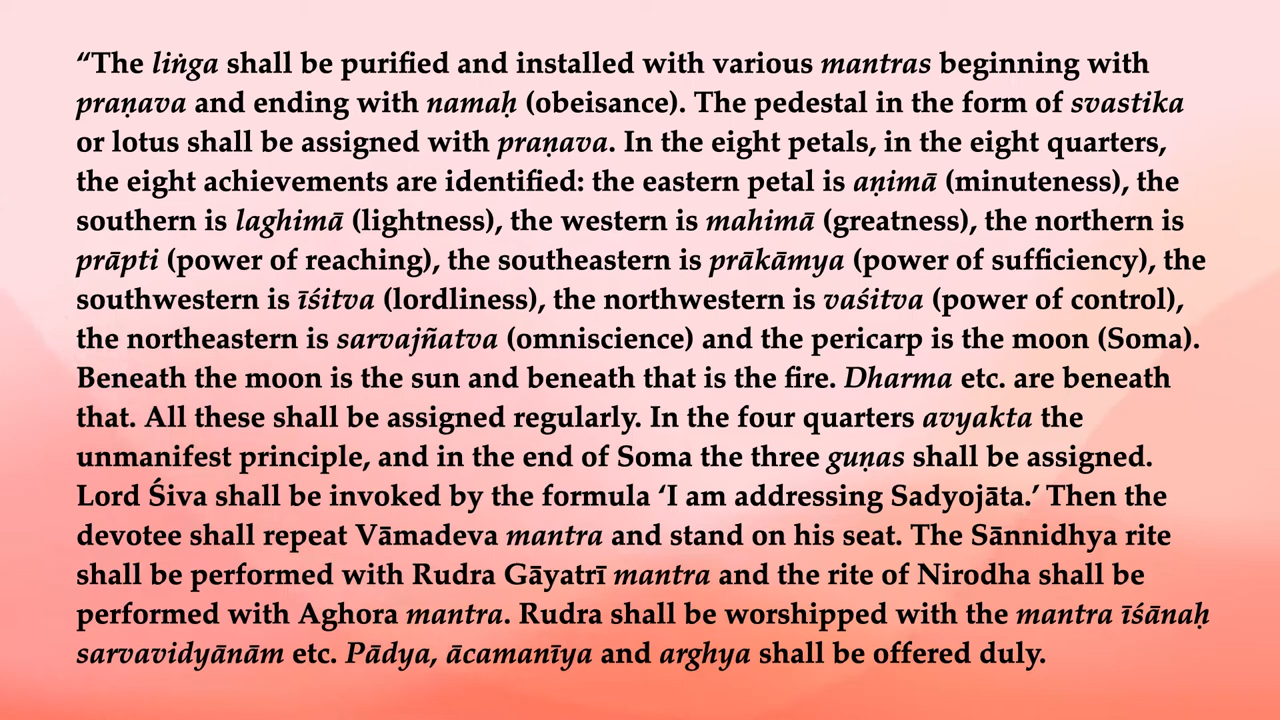 “The liṅga shall be purified and installed with various mantras beginning with
praṇava and ending with namaḥ (obeisance). The pedestal in the form of svastika
or lotus shall be assigned with praṇava. In the eight petals, in the eight quarters,
the eight achievements are identified: the eastern petal is aṇimā (minuteness), the
southern is laghimā (lightness), the western is mahimā (greatness), the northern is
prāpti (power of reaching), the southeastern is prākāmya (power of sufficiency), the
southwestern is īśitva (lordliness), the northwestern is vaśitva (power of control),
the northeastern is sarvajñatva (omniscience) and the pericarp is the moon (Soma).
Beneath the moon is the sun and beneath that is the fire. Dharma etc. are beneath
that. All these shall be assigned regularly. In the four quarters avyakta the
unmanifest principle, and in the end of Soma the three guṇas shall be assigned.
Lord Śiva shall be invoked by the formula ‘I am addressing Sadyojāta.’ Then the
devotee shall repeat Vāmadeva mantra and stand on his seat. The Sānnidhya rite
shall be performed with Rudra Gāyatrī mantra and the rite of Nirodha shall be
performed with Aghora mantra. Rudra shall be worshipped with the mantra īśānaḥ
sarvavidyānām etc. Pādya, ācamanīya and arghya shall be offered duly.